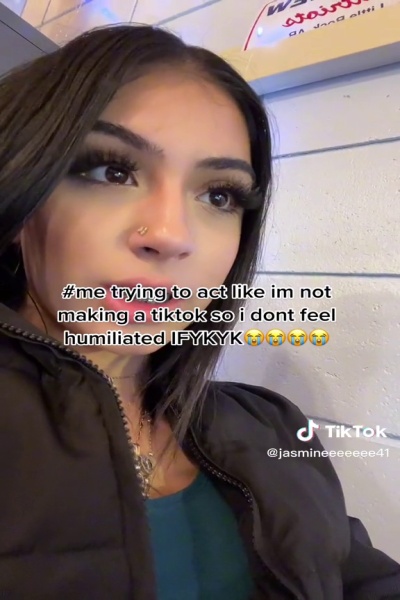 #me trying to act like im not
making a tiktok so i dont feel
humiliated IFYKYK😭😭😭😭
TikTok
@jasmineeeeeee41